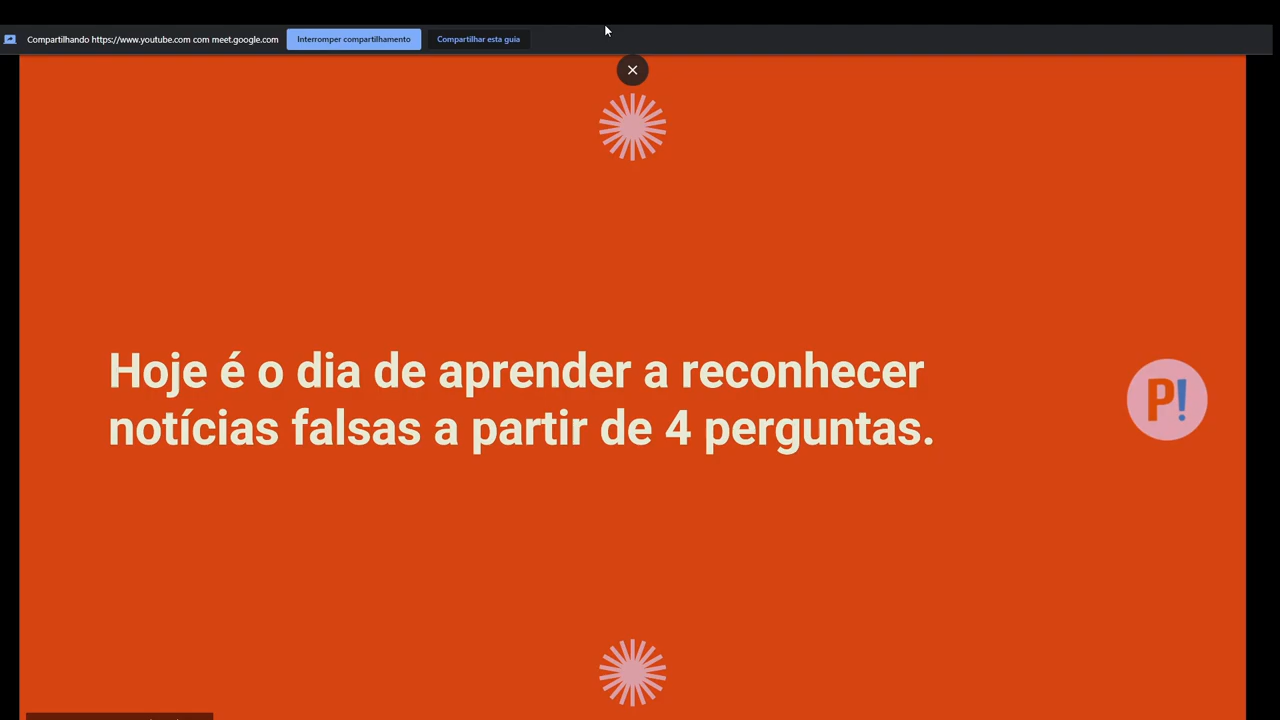 Compartilhando https://www.youtube.com com meet.google.com
Interromper compartilhamento
Compartilhar esta guia
Hoje é o dia de aprender a reconhecer
notícias falsas a partir de 4 perguntas.
P!